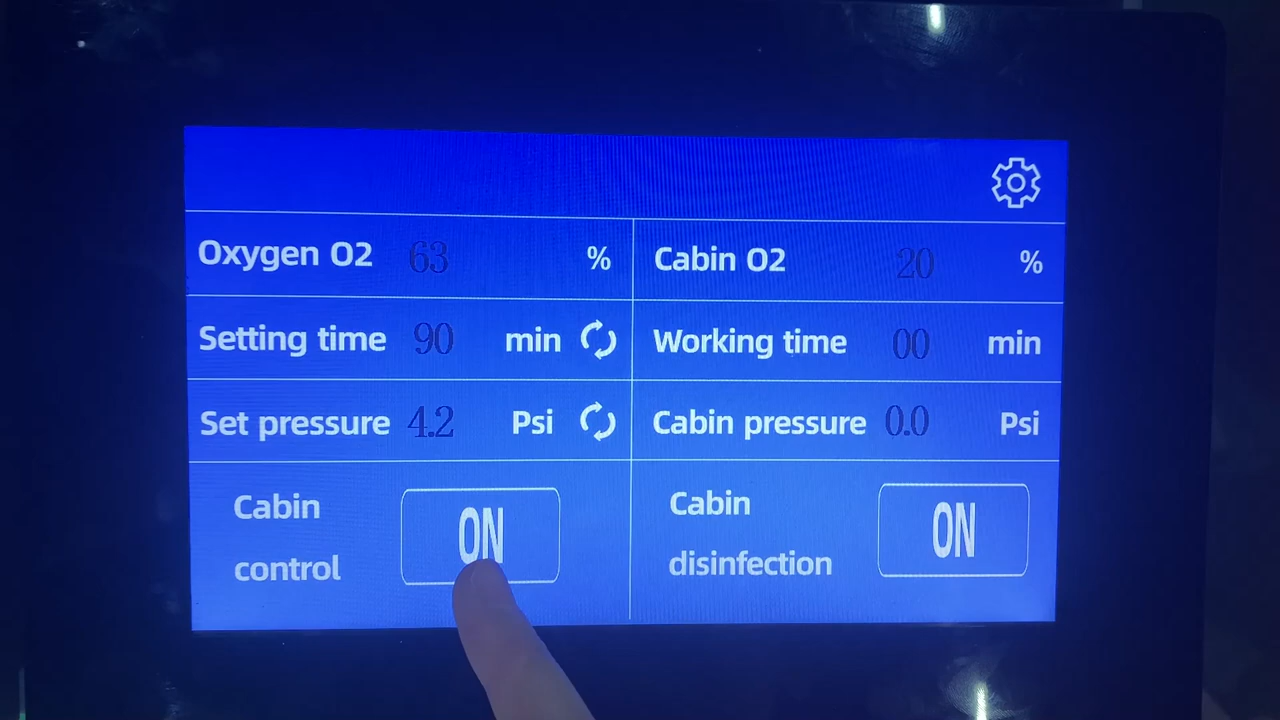 Oxygen O2 63 % Cabin O2 20 %
Setting time 90 min Working time 00 min
Set pressure 4.2 Psi Cabin pressure 0.0 Psi
Cabin control ON Cabin disinfection ON